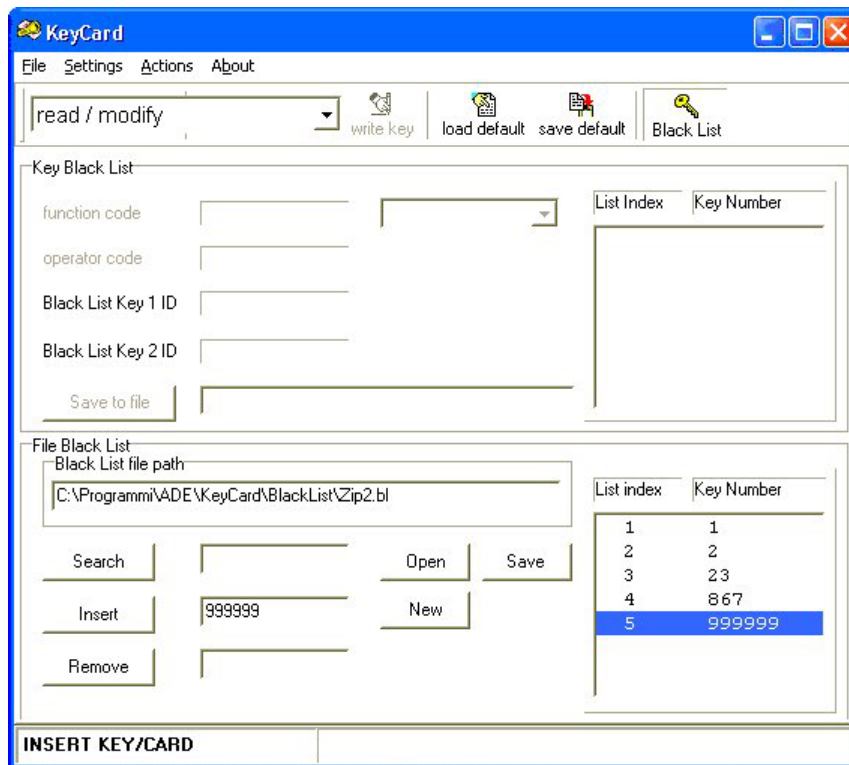 KeyCard
File Settings Actions About
read / modify
write key
load default
save default
Black List
Key Black List
function code
operator code
Black List Key 1 ID
Black List Key 2 ID
Save to file
List Index Key Number
File Black List
Black List file path
C:\Programmi\ADE\KeyCard\BlackList\Zip2.bl
Search
Open
Save
Insert
999999
New
Remove
List index Key Number
1 1
2 2
3 23
4 867
5 999999
INSERT KEY/CARD